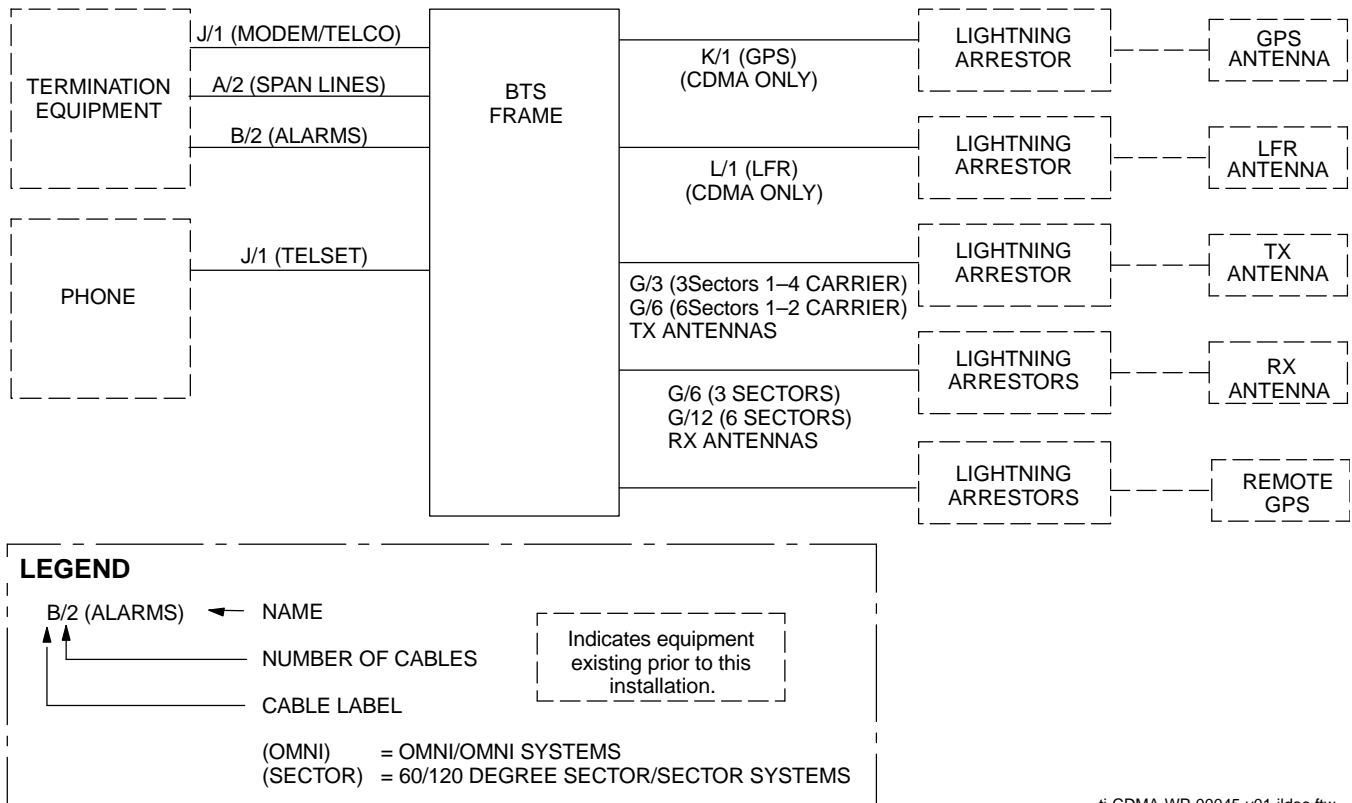 TERMINATION
EQUIPMENT
J/1 (MODEM/TELCO)
A/2 (SPAN LINES)
B/2 (ALARMS)
PHONE
J/1 (TELSET)
BTS
FRAME
K/1 (GPS)
(CDMA ONLY)
LIGHTNING
ARRESTOR
GPS
ANTENNA
L/1 (LFR)
(CDMA ONLY)
LIGHTNING
ARRESTOR
LFR
ANTENNA
G/3 (3Sectors 1–4 CARRIER)
G/6 (6Sectors 1–2 CARRIER)
TX ANTENNAS
LIGHTNING
ARRESTOR
TX
ANTENNA
G/6 (3 SECTORS)
G/12 (6 SECTORS)
RX ANTENNAS
LIGHTNING
ARRESTORS
RX
ANTENNA
LIGHTNING
ARRESTORS
REMOTE
GPS
LEGEND
B/2 (ALARMS)
NAME
NUMBER OF CABLES
CABLE LABEL
Indicates equipment
existing prior to this
installation.
(OMNI) = OMNI/OMNI SYSTEMS
(SECTOR) = 60/120 DEGREE SECTOR/SECTOR SYSTEMS